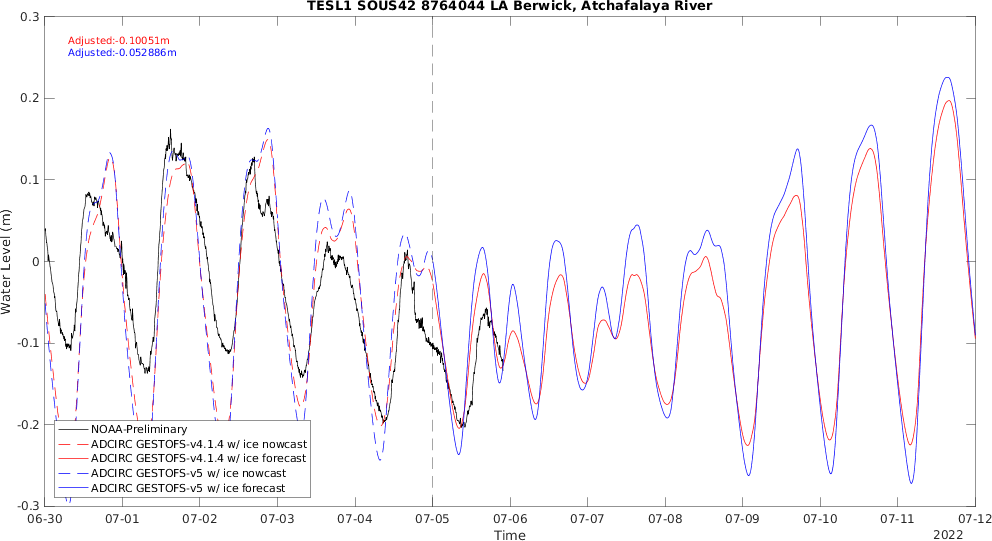 TESL1 SOUS42 8764044 LA Berwick, Atchafalaya River
Adjusted:-0.10051m
Adjusted:-0.052886m
0.3
0.2
0.1
0
-0.1
-0.2
-0.3
Water Level (m)
NOAA-Preliminary
ADCIRC GESTOFS-v4.1.4 w/ ice nowcast
ADCIRC GESTOFS-v4.1.4 w/ ice forecast
ADCIRC GESTOFS-v5 w/ ice nowcast
ADCIRC GESTOFS-v5 w/ ice forecast
06-30 07-01 07-02 07-03 07-04 07-05 07-06 07-07 07-08 07-09 07-10 07-11 07-12
Time
2022